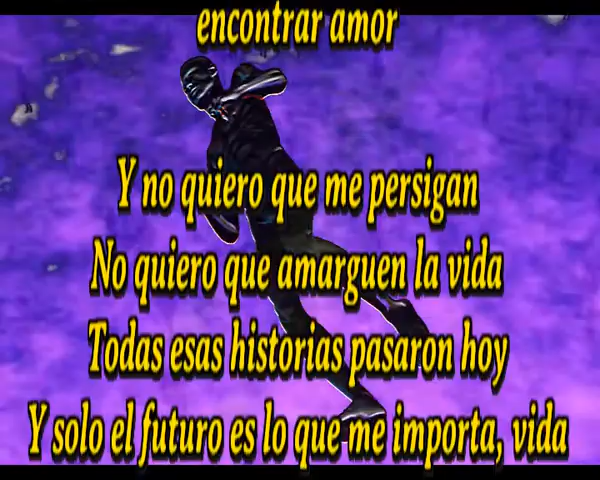 encontrar amor
Y no quiero que me persigan
No quiero que amarguen la vida
Todas esas historias pasaron hoy
Y solo el futuro es lo que me importa, vida